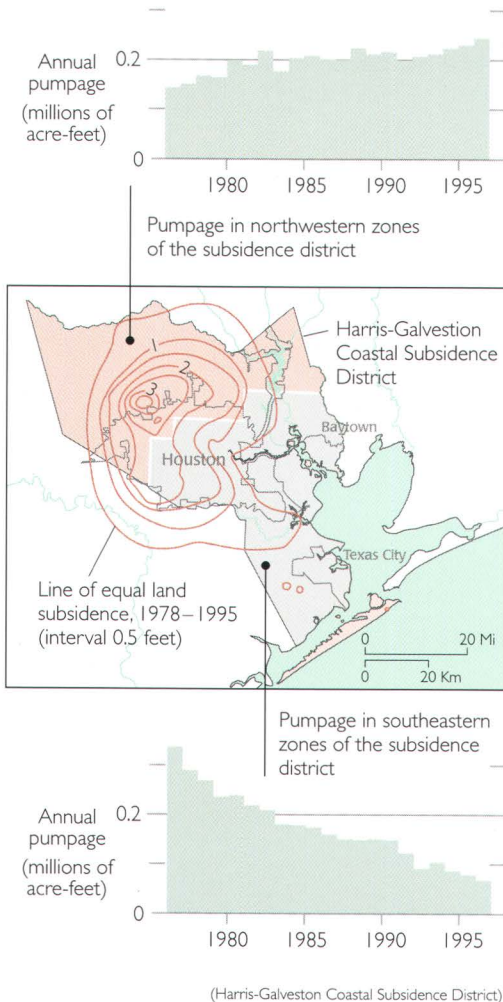 Annual
pumpage
(millions of
acre-feet)
0.2
0
1980 1985 1990 1995
Pumpage in northwestern zones
of the subsidence district
Harris-Galvestion
Coastal Subsidence
District
1
2
3
Baytown
Houston
Texas City
Line of equal land
subsidence, 1978–1995
(interval 0.5 feet)
0 20 Mi
0 20 Km
Pumpage in southeastern
zones of the subsidence
district
Annual
pumpage
(millions of
acre-feet)
0.2
0
1980 1985 1990 1995
(Harris-Galveston Coastal Subsidence District)